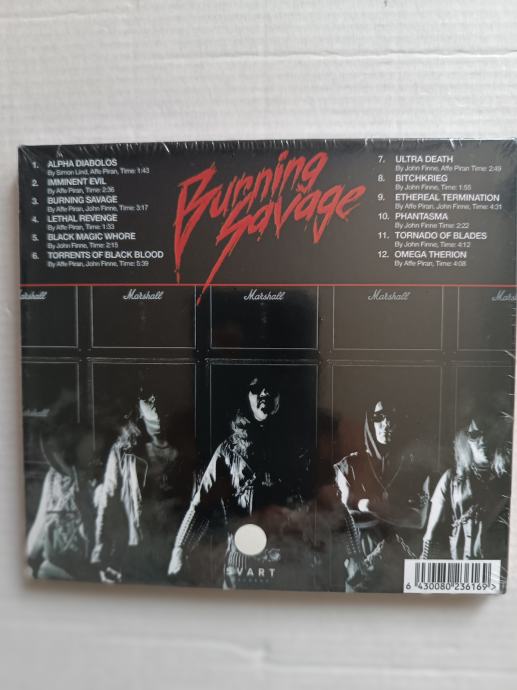 1. ALPHA DIABOLOS
By Simon Lind, Affe Piran, Time: 1:43
2. IMMINENT EVIL
By Affe Piran, Time: 2:36
3. BURNING SAVAGE
By Affe Piran, John Finne, Time: 3:17
4. LETHAL REVENGE
By Affe Piran, Time: 1:33
5. BLACK MAGIC WHORE
By John Finne, Time: 2:15
6. TORRENTS OF BLACK BLOOD
By Affe Piran, John Finne, Time: 5:39
Burning
Savage
7. ULTRA DEATH
By John Finne, Affe Piran Time: 2:49
8. BITCHKRIEG
By John Finne, Time: 1:55
9. ETHEREAL TERMINATION
By Affe Piran, John Finne, Time: 4:31
10. PHANTASMA
By John Finne Time: 2:22
11. TORNADO OF BLADES
By John Finne, Time: 4:12
12. OMEGA THERION
By Affe Piran, Time: 4:08
arshall Marshall Marshall Marshall Mars
arshall
SVART
6 430080 236169 >